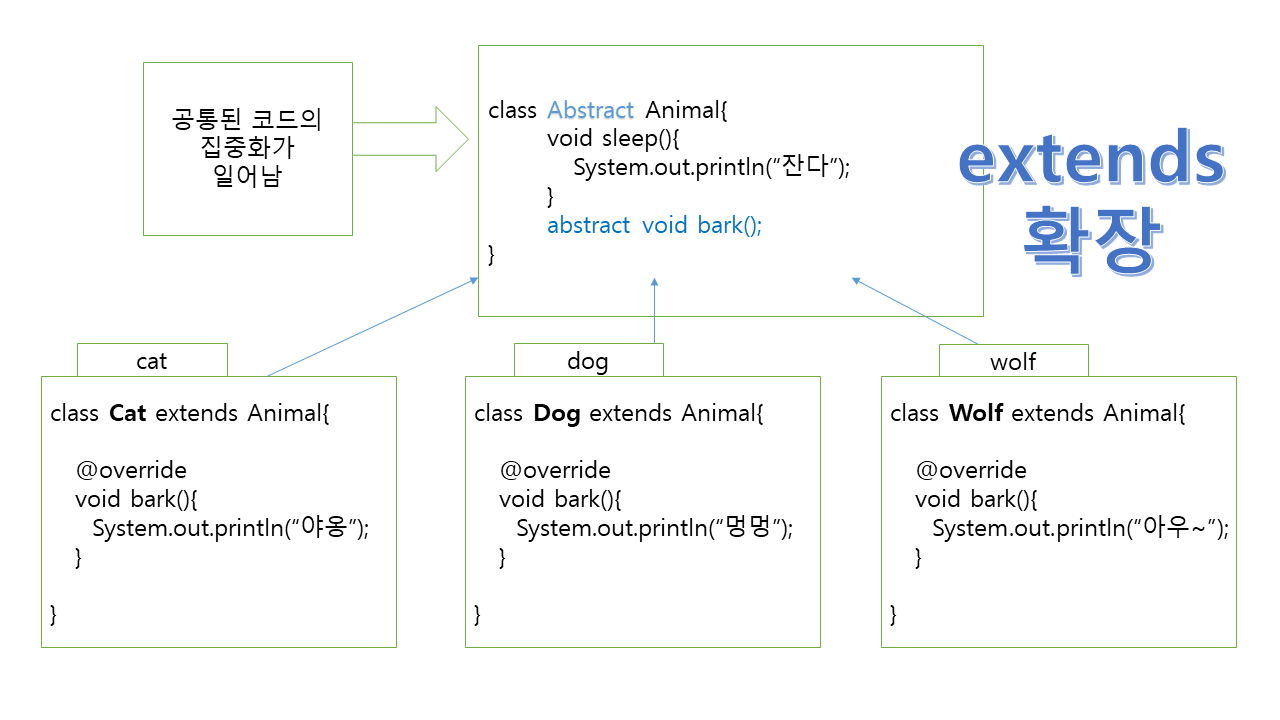 공통된 코드의
집중화가
일어남
class Abstract Animal{
void sleep(){
System.out.println(“잔다”);
}
abstract void bark();
}
extends
확장
cat
class Cat extends Animal{
@override
void bark(){
System.out.println(“야옹”);
}
}
dog
class Dog extends Animal{
@override
void bark(){
System.out.println(“멍멍”);
}
}
wolf
class Wolf extends Animal{
@override
void bark(){
System.out.println(“아우~”);
}
}